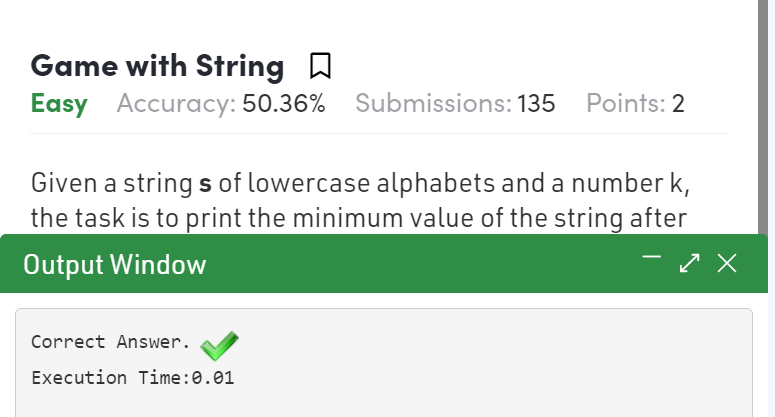 Game with String
Easy Accuracy: 50.36% Submissions: 135 Points: 2
Given a string s of lowercase alphabets and a number k,
the task is to print the minimum value of the string after
Output Window
Correct Answer.
Execution Time:0.01